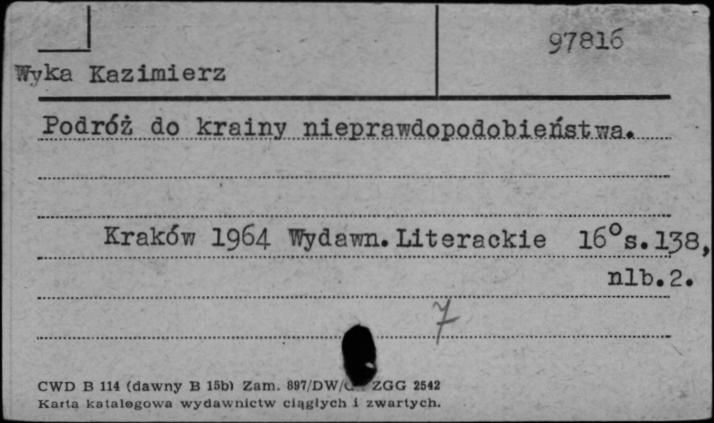 97816
Wyka Kazimierz
Podróż do krainy nieprawdopodobieństwa.
Kraków 1964 Wydawn. Literackie 16° s. 138,
nlb. 2.
7
CWD B 114 (dawny B 15b) Zam. 897/DW/ ZGG 2542
Karta katalogowa wydawnictw ciągłych i zwartych.